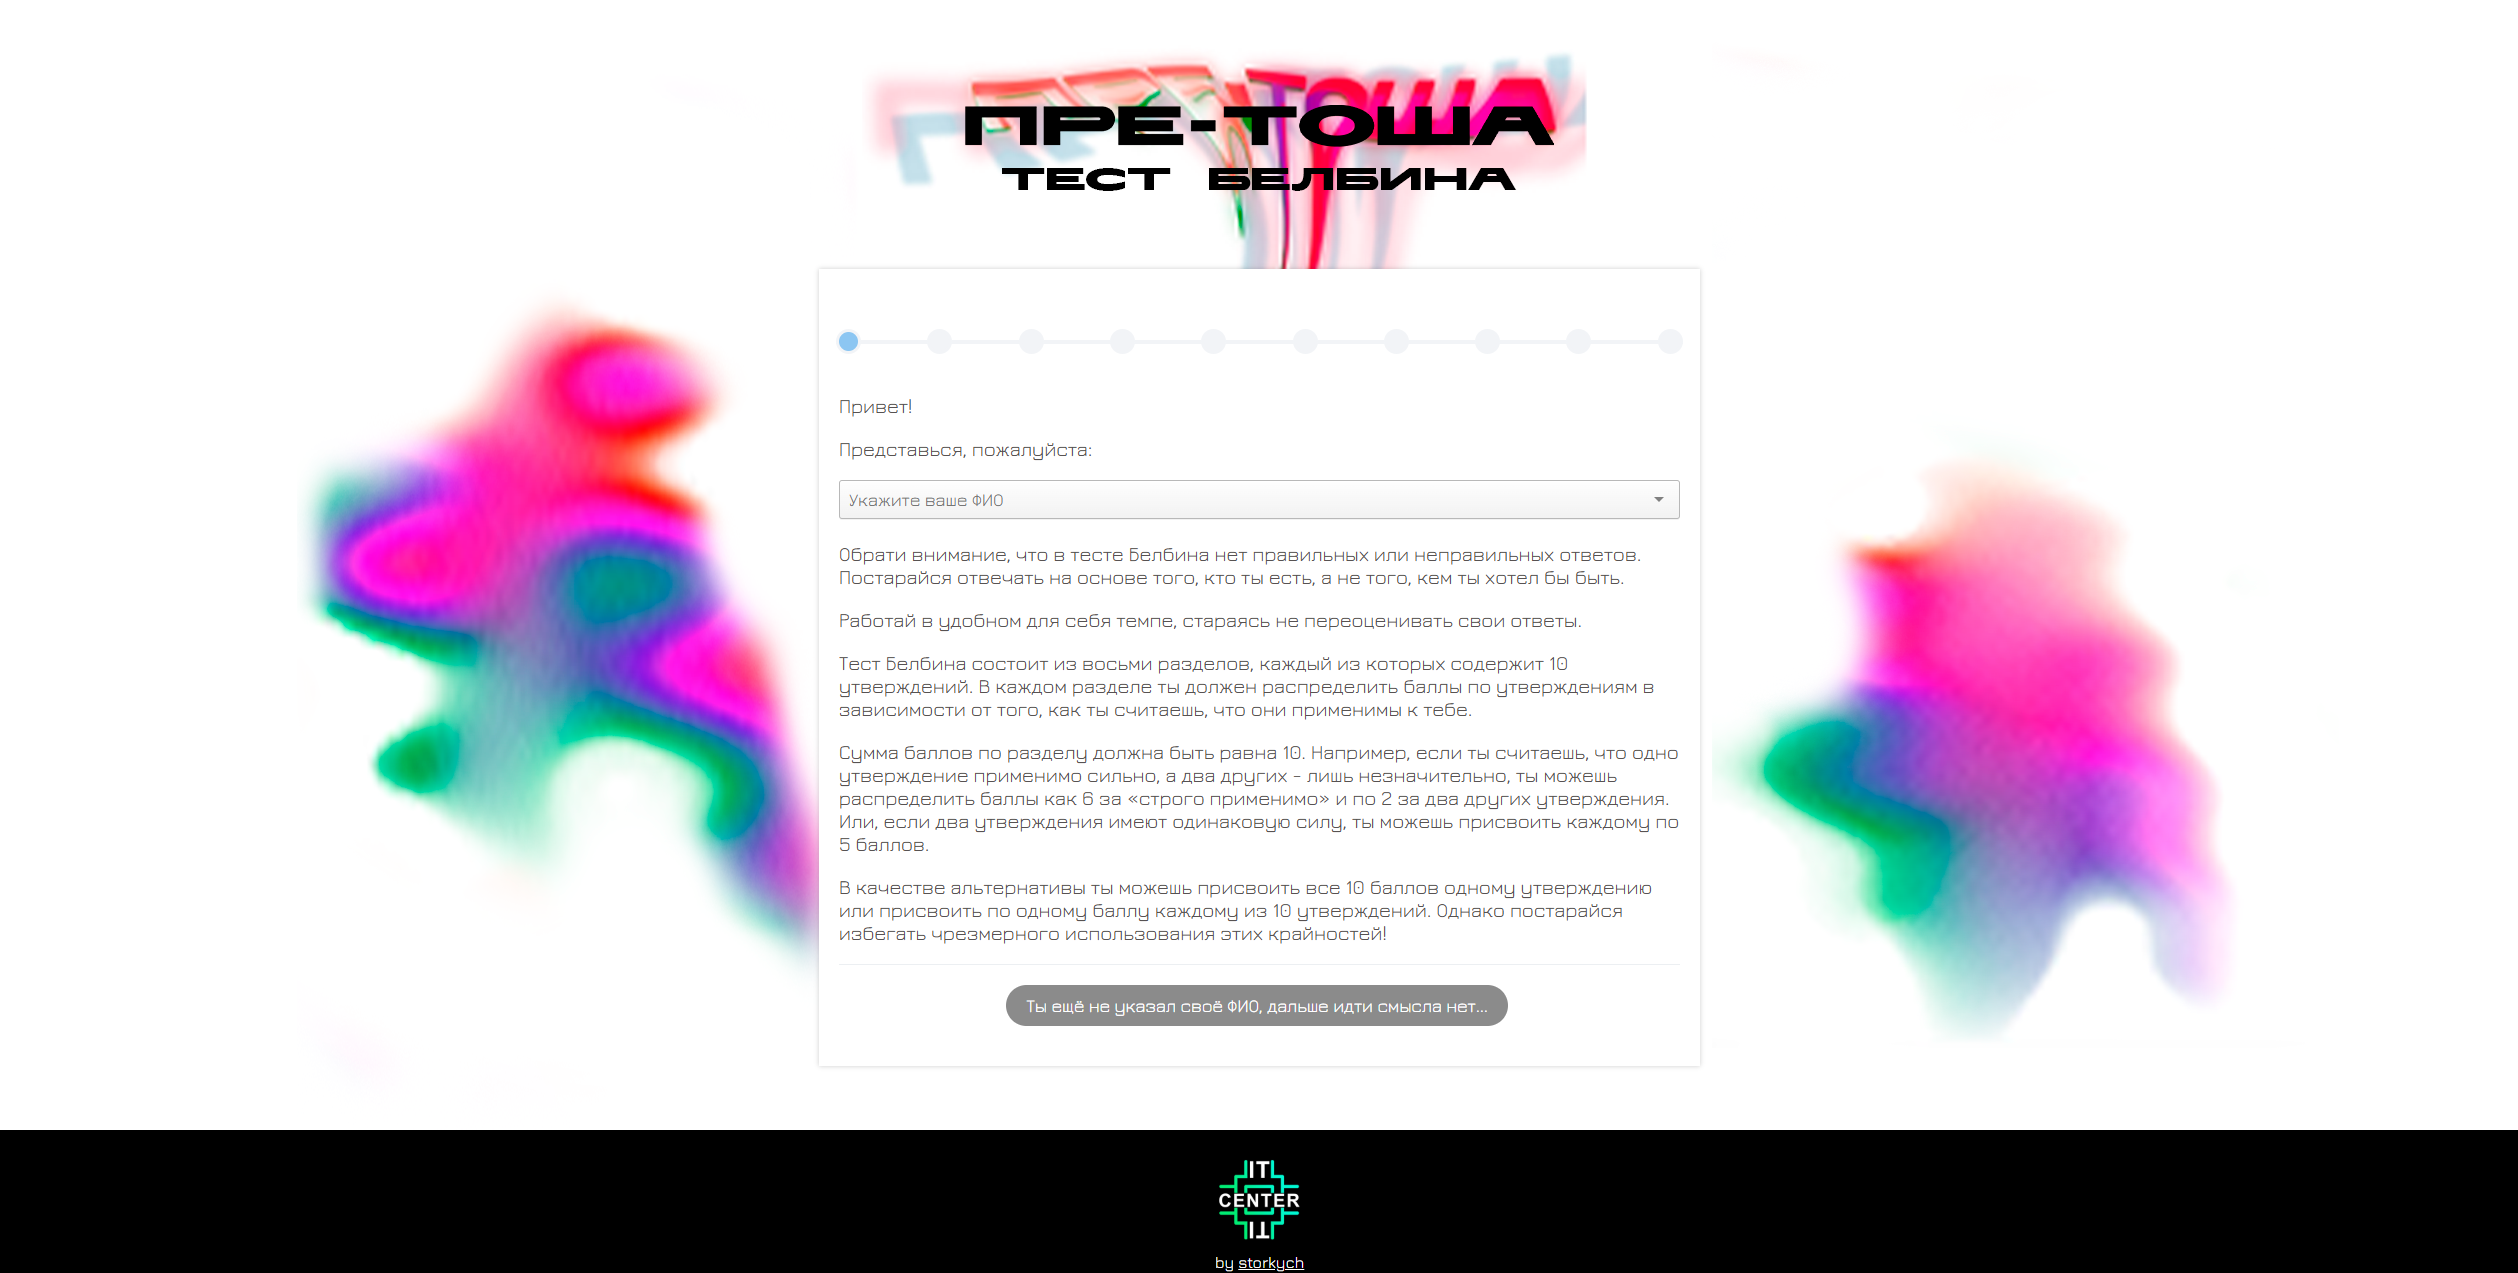 ПРЕ-ТОША
ТЕСТ БЕЛБИНА
Привет!
Представься, пожалуйста:
Укажите ваше ФИО
Обрати внимание, что в тесте Белбина нет правильных или неправильных ответов.
Постарайся отвечать на основе того, кто ты есть, а не того, кем ты хотел бы быть.
Работай в удобном для себя темпе, стараясь не переоценивать свои ответы.
Тест Белбина состоит из восьми разделов, каждый из которых содержит 10
утверждений. В каждом разделе ты должен распределить баллы по утверждениям в
зависимости от того, как ты считаешь, что они применимы к тебе.
Сумма баллов по разделу должна быть равна 10. Например, если ты считаешь, что одно
утверждение применимо сильно, а два других - лишь незначительно, ты можешь
распределить баллы как 6 за «строго применимо» и по 2 за два других утверждения.
Или, если два утверждения имеют одинаковую силу, ты можешь присвоить каждому по
5 баллов.
В качестве альтернативы ты можешь присвоить все 10 баллов одному утверждению
или присвоить по одному баллу каждому из 10 утверждений. Однако постарайся
избегать чрезмерного использования этих крайностей!
Ты ещё не указал своё ФИО, дальше идти смысла нет...
IT
CENTER
IT
by storkych